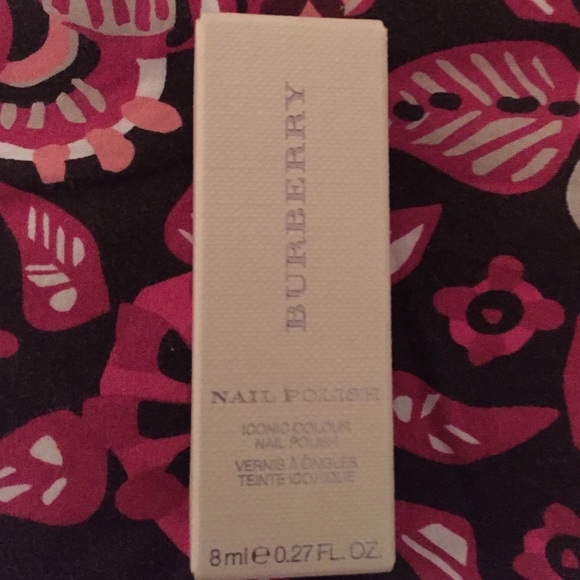 BURBERRY
NAIL POLISH
ICONIC COLOUR
NAIL POLISH
VERNIS À ONGLES
TEINTE ICONIQUE
8 ml e 0.27 FL. OZ.